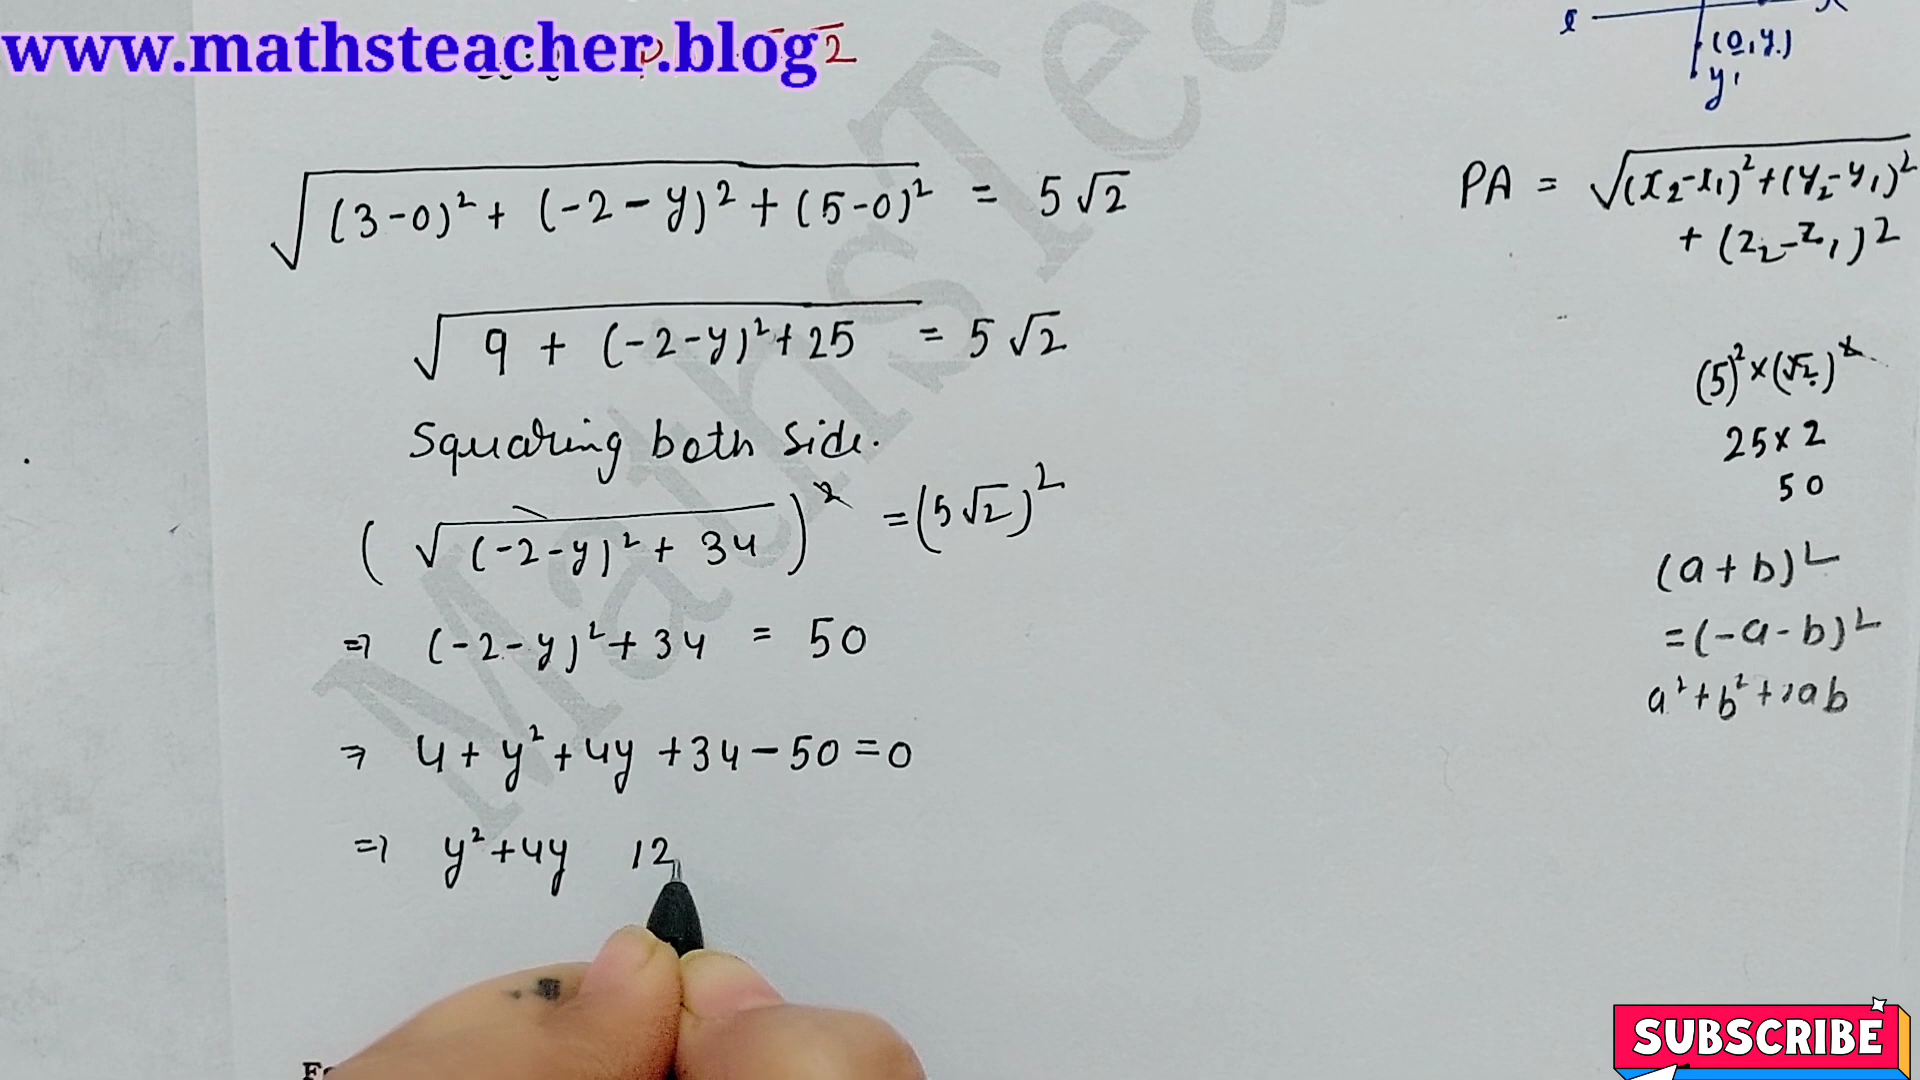 www.mathsteacher.blog
√2
(0, y,)
y'
√((3-0)² + (-2-y)² + (5-0)²) = 5√2
PA = √((x₂-x₁)² + (y₂-y₁)²
+ (z₂-z₁)²
√(9 + (-2-y)² + 25) = 5√2
(5)² × (√2)²
25 × 2
50
Squaring both side.
(√((-2-y)² + 34))² = (5√2)²
(a+b)²
= (-a-b)²
a² + b² + 2ab
⇒ (-2-y)² + 34 = 50
⇒ 4 + y² + 4y + 34 - 50 = 0
⇒ y² + 4y 12
SUBSCRIBE